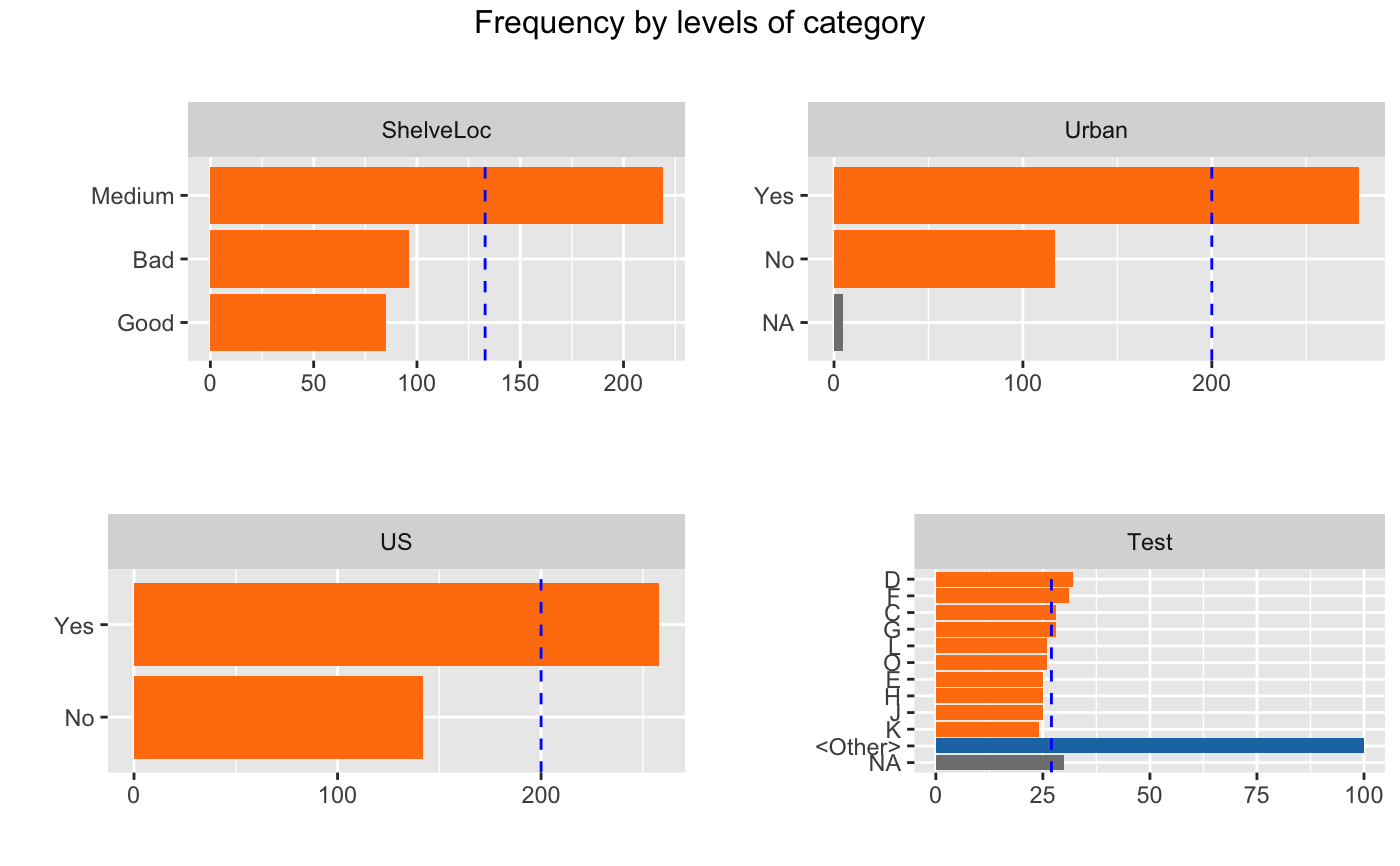 Frequency by levels of category
ShelveLoc
Medium
Bad
Good
0 50 100 150 200
Urban
Yes
No
NA
0 100 200
US
Yes
No
0 100 200
Test
D
C
G
O
H
J
K
<Other>
NA
0 25 50 75 100